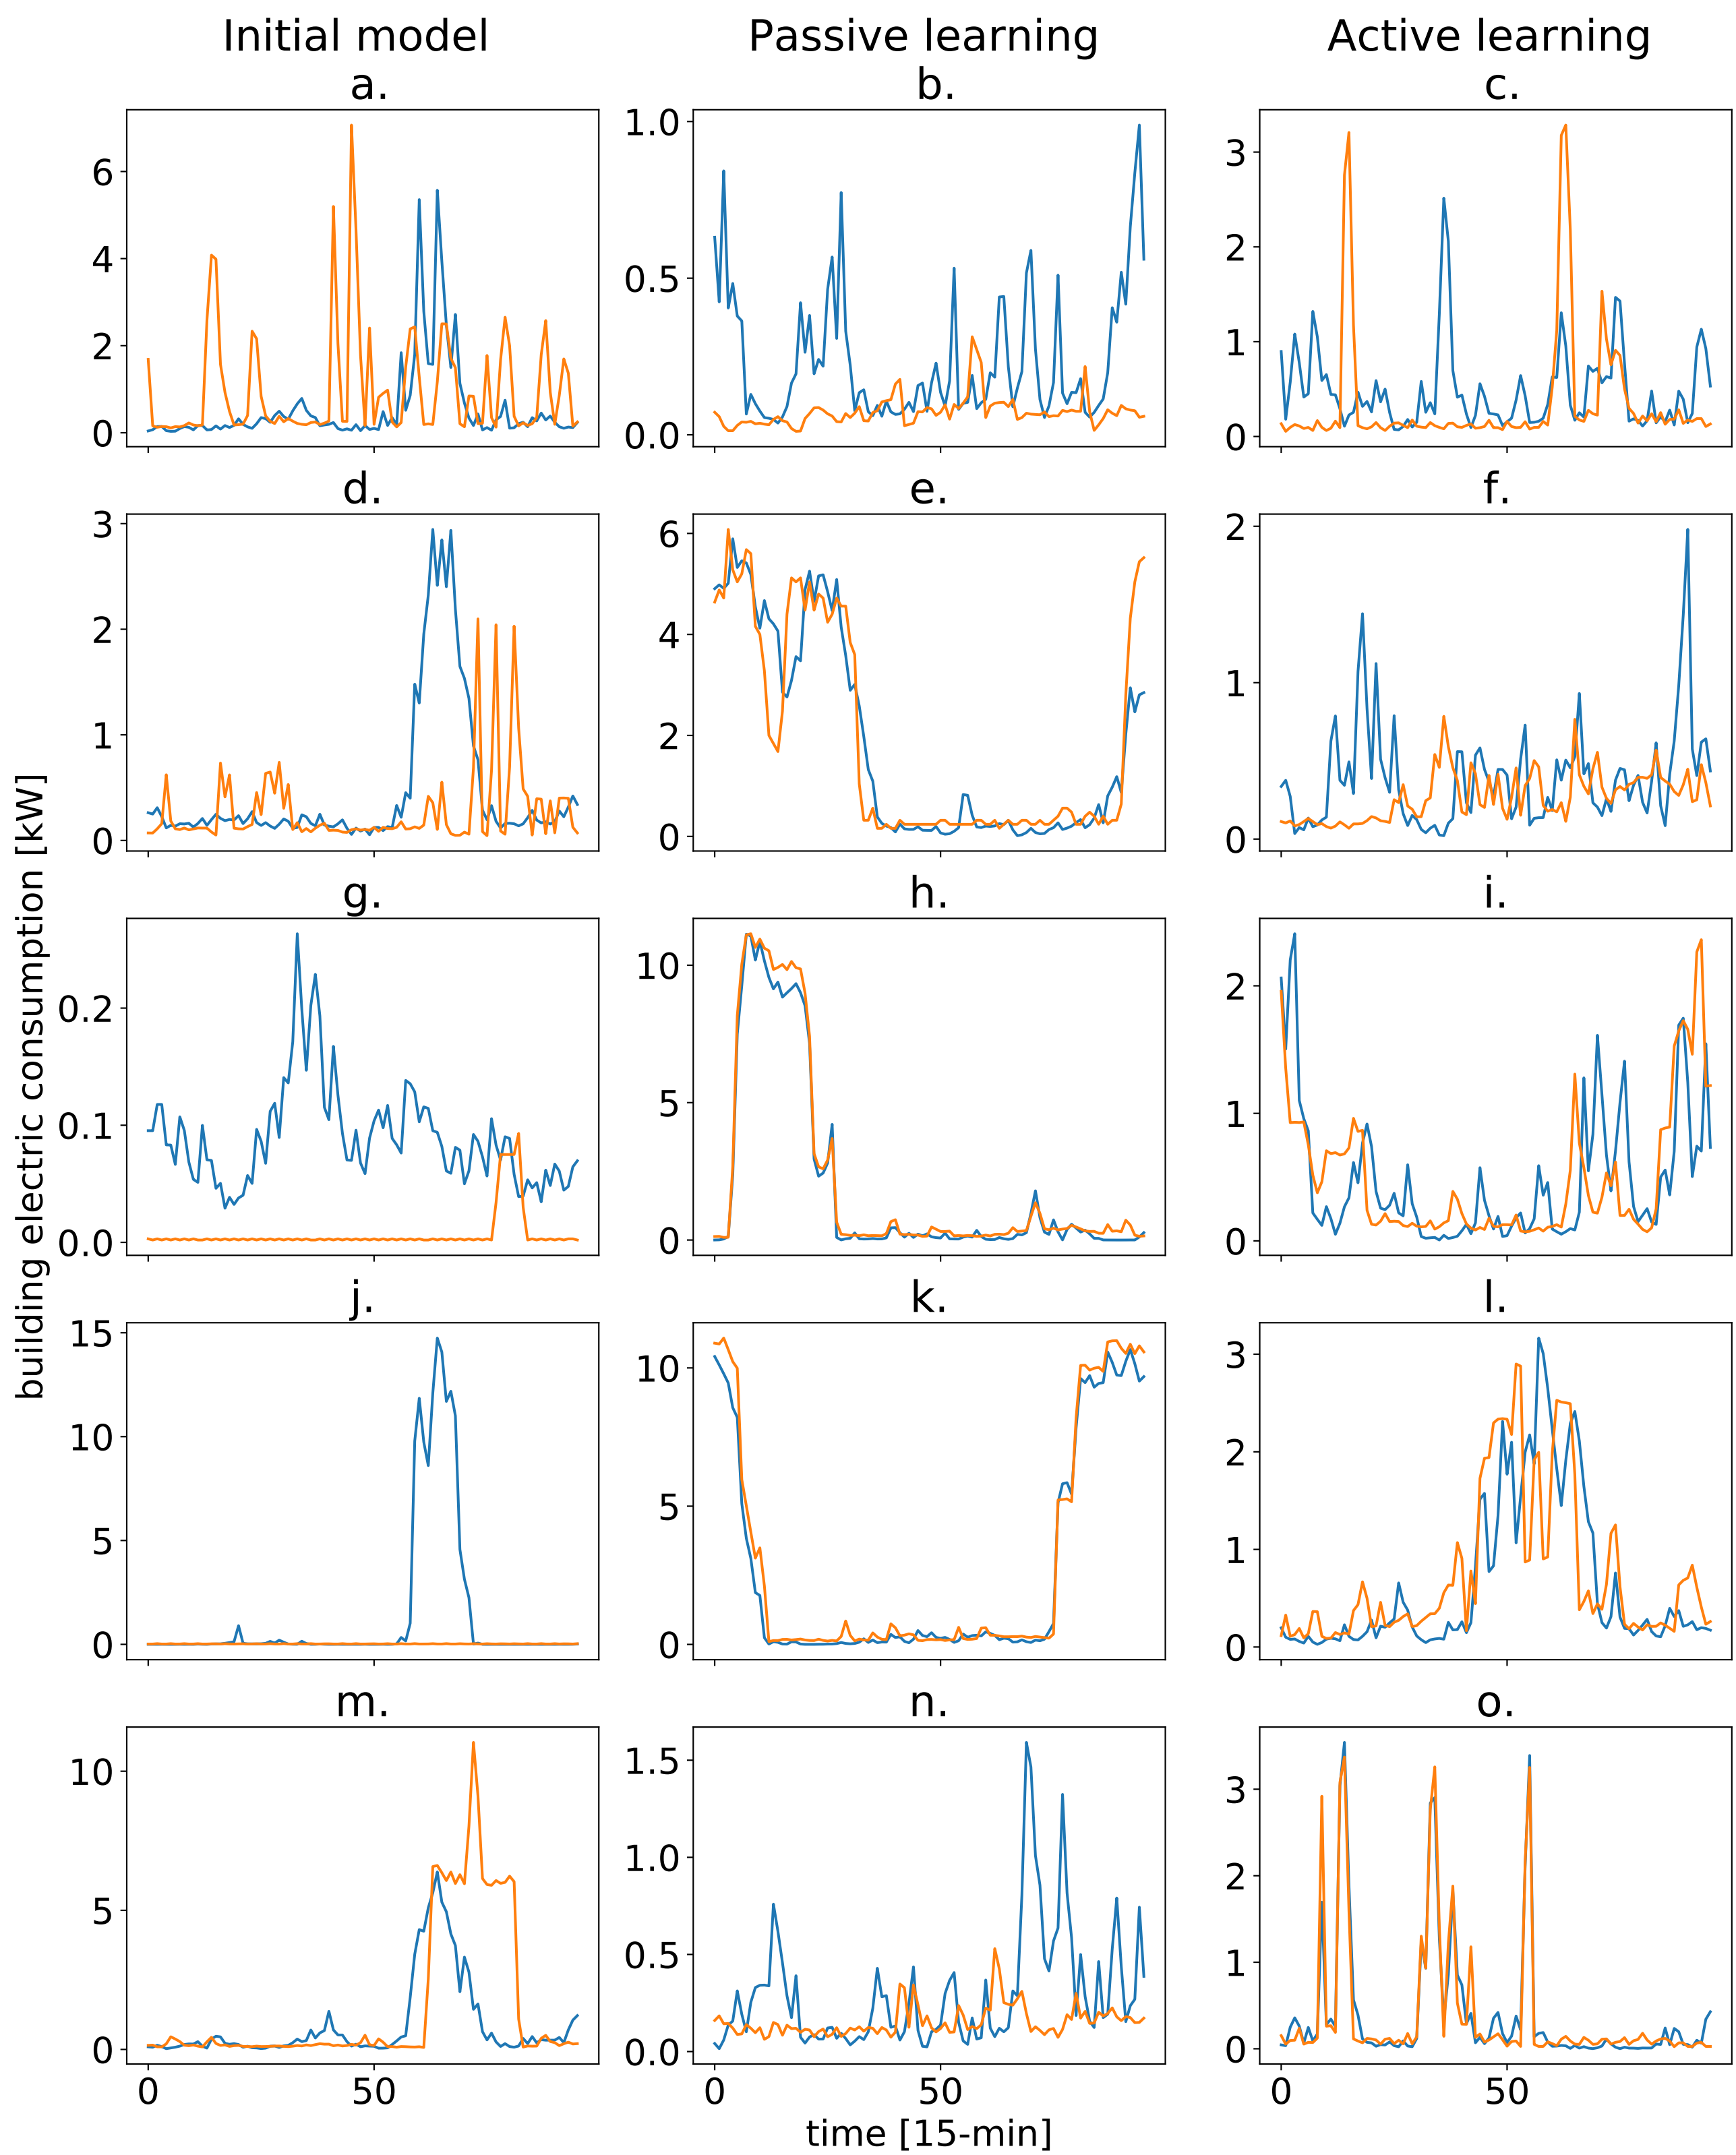 Initial model
Passive learning
Active learning
a.
b.
c.
6
4
2
0
1.0
0.5
0.0
3
2
1
0
d.
e.
f.
3
2
1
0
6
4
2
0
2
1
0
building electric consumption [kW]
g.
h.
i.
0.2
0.1
0.0
10
5
0
2
1
0
j.
k.
l.
15
10
5
0
10
5
0
3
2
1
0
m.
n.
o.
10
5
0
1.5
1.0
0.5
0.0
3
2
1
0
0 50
0 50
0 50
time [15-min]